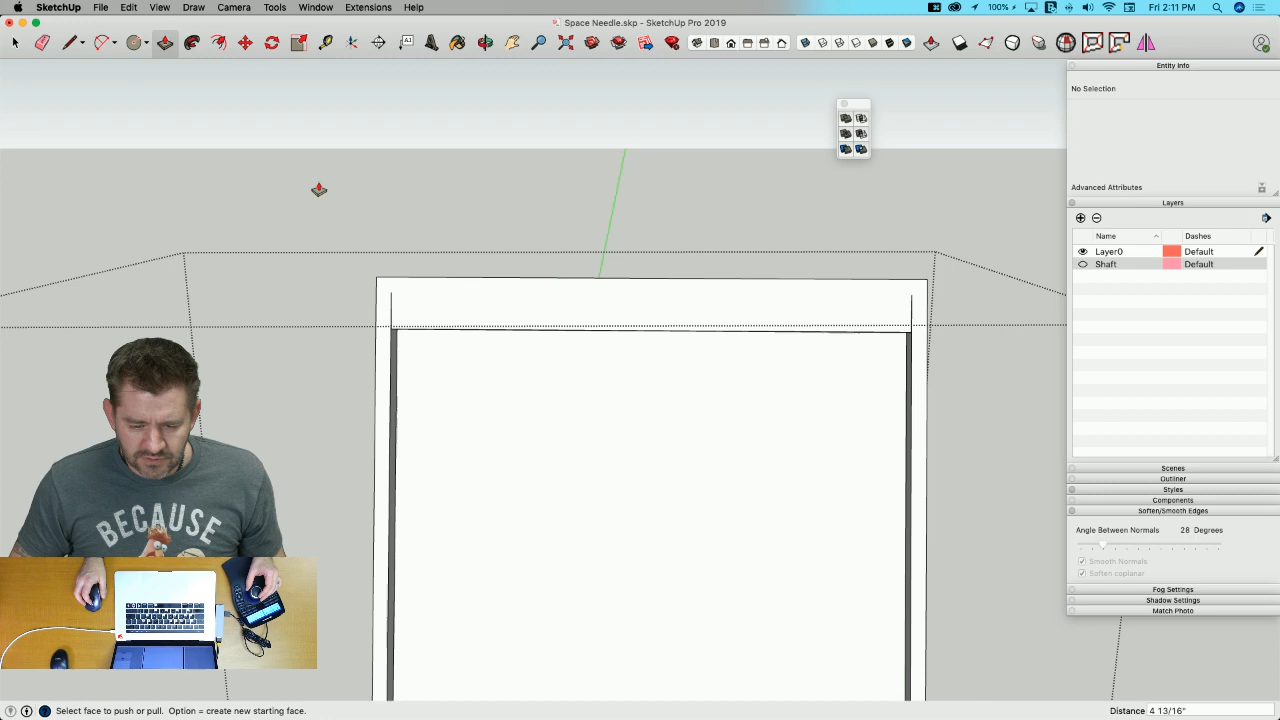 SketchUp File Edit View Draw Camera Tools Window Extensions Help 100% Fri 2:11 PM
Space Needle.skp - SketchUp Pro 2019
Entity Info
No Selection
Advanced Attributes
Layers
Name Dashes
Layer0 Default
Shaft Default
Scenes
Outliner
Styles
Components
Soften/Smooth Edges
Angle Between Normals 28 Degrees
Smooth Normals
Soften coplanar
Fog Settings
Shadow Settings
Match Photo
BECAUSE
Select face to push or pull. Option = create new starting face.
Distance 4 13/16"